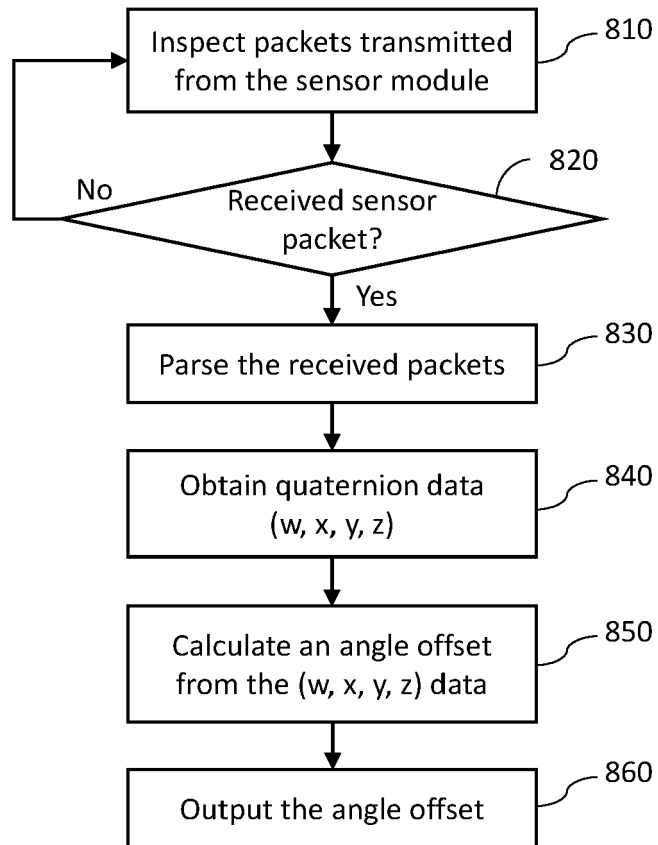 Inspect packets transmitted
from the sensor module
810
820
No
Received sensor
packet?
Yes
830
Parse the received packets
840
Obtain quaternion data
(w, x, y, z)
850
Calculate an angle offset
from the (w, x, y, z) data
860
Output the angle offset